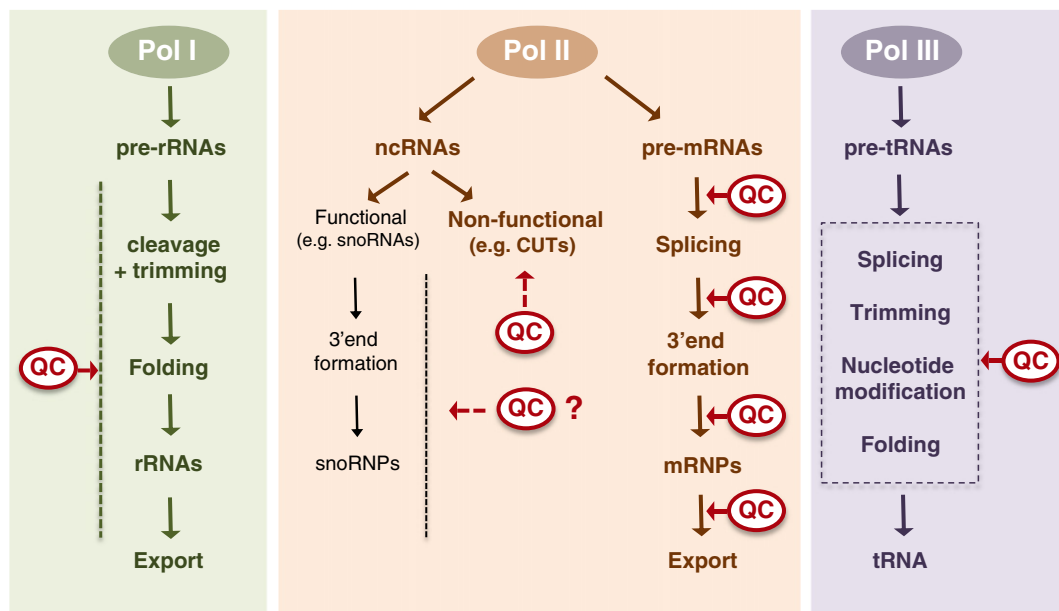 Pol I
pre-rRNAs
cleavage
+ trimming
QC
Folding
rRNAs
Export
Pol II
ncRNAs
pre-mRNAs
Functional
(e.g. snoRNAs)
Non-functional
(e.g. CUTs)
QC
3'end
formation
QC ?
snoRNPs
QC
Splicing
QC
3'end
formation
QC
mRNPs
QC
Export
Pol III
pre-tRNAs
Splicing
Trimming
Nucleotide
modification
QC
Folding
tRNA